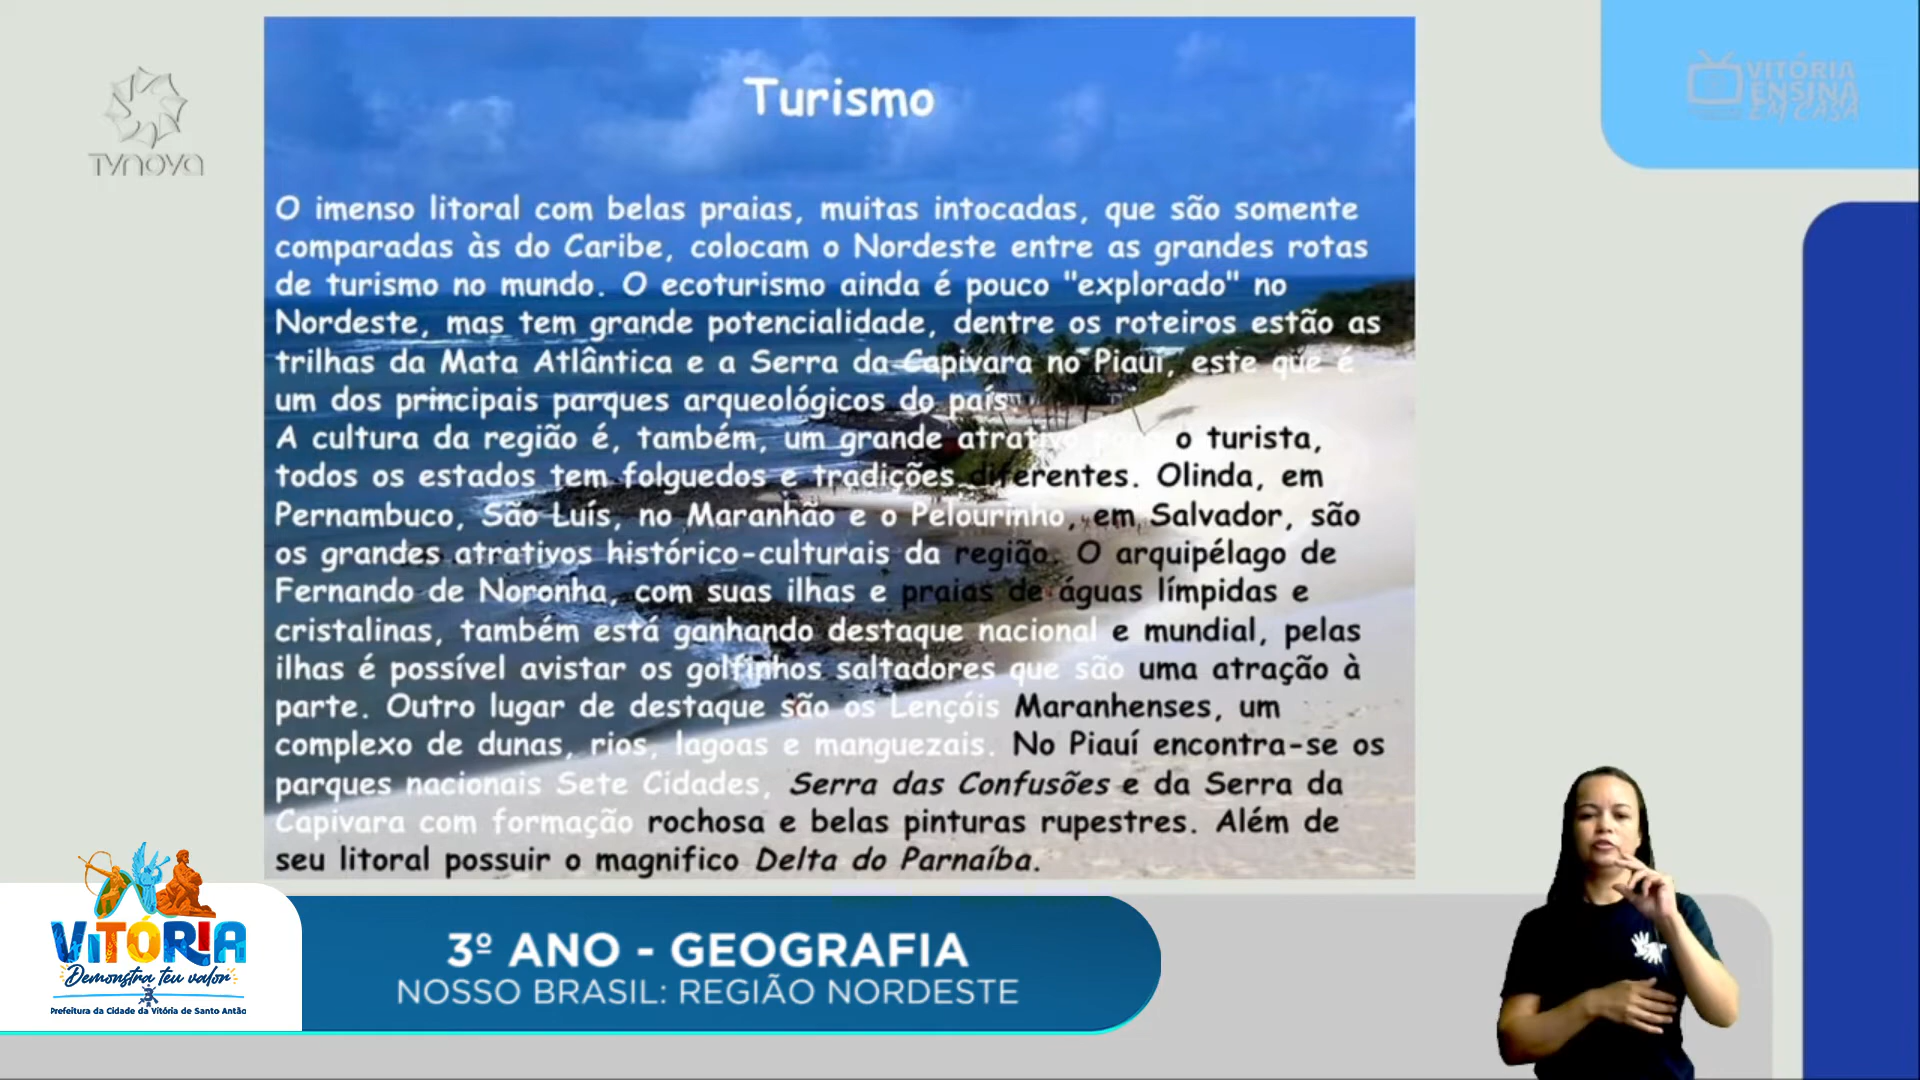 Turismo
TVNOVA
VITÓRIA
ENSINA
EM CASA
O imenso litoral com belas praias, muitas intocadas, que são somente
comparadas às do Caribe, colocam o Nordeste entre as grandes rotas
de turismo no mundo. O ecoturismo ainda é pouco "explorado" no
Nordeste, mas tem grande potencialidade, dentre os roteiros estão as
trilhas da Mata Atlântica e a Serra da Capivara no Piauí, este que é
um dos principais parques arqueológicos do país.
A cultura da região é, também, um grande atrativo para o turista,
todos os estados tem folguedos e tradições diferentes. Olinda, em
Pernambuco, São Luís, no Maranhão e o Pelourinho, em Salvador, são
os grandes atrativos histórico-culturais da região. O arquipélago de
Fernando de Noronha, com suas ilhas e praias de águas límpidas e
cristalinas, também está ganhando destaque nacional e mundial, pelas
ilhas é possível avistar os golfinhos saltadores que são uma atração à
parte. Outro lugar de destaque são os Lençóis Maranhenses, um
complexo de dunas, rios, lagoas e manguezais. No Piauí encontra-se os
parques nacionais Sete Cidades, Serra das Confusões e da Serra da
Capivara com formação rochosa e belas pinturas rupestres. Além de
seu litoral possuir o magnifico Delta do Parnaíba.
VITÓRIA
Demonstra teu valor
Prefeitura da Cidade da Vitória de Santo Antão
3º ANO - GEOGRAFIA
NOSSO BRASIL: REGIÃO NORDESTE